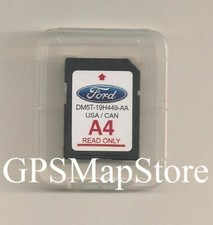 Ford
DM5T-19H449-AA
USA / CAN
A4
READ ONLY
GPSMapStore